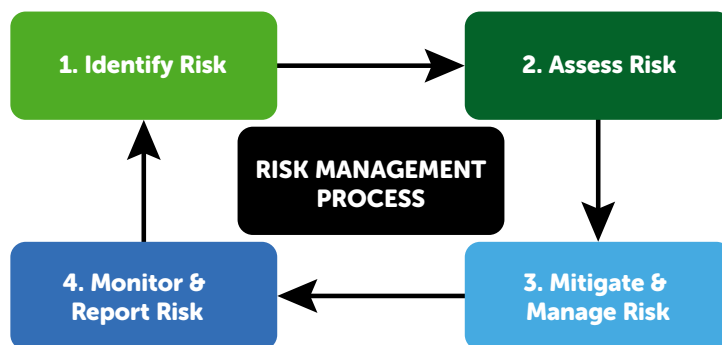 1. Identify Risk
2. Assess Risk
RISK MANAGEMENT
PROCESS
4. Monitor &
Report Risk
3. Mitigate &
Manage Risk